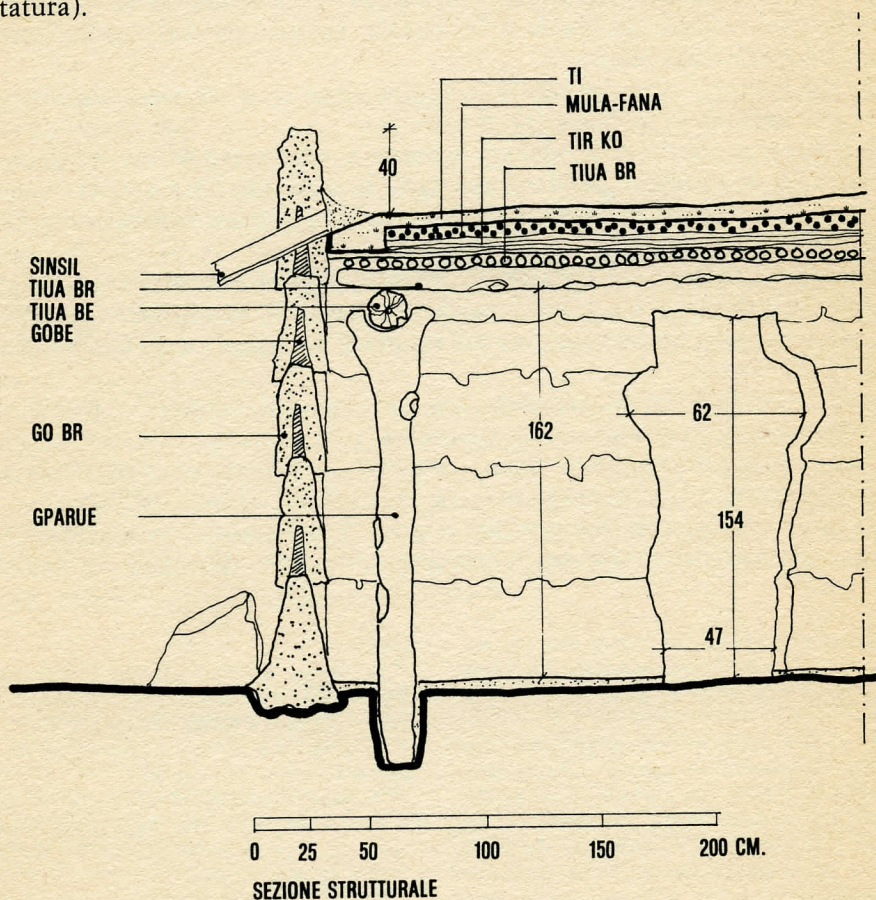 tatura).
TI
MULA-FANA
TIR KO
TIUA BR
40
SINSIL
TIUA BR
TIUA BE
GOBE
GO BR
GPARUE
162
62
154
47
0 25 50 100 150 200 CM.
SEZIONE STRUTTURALE